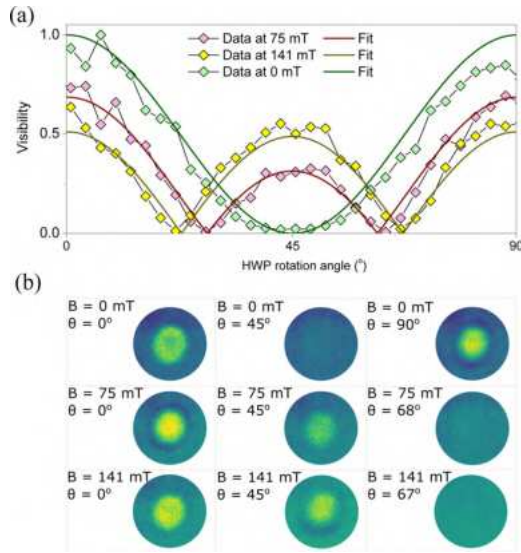 (a)
Data at 75 mT Fit
Data at 141 mT Fit
Data at 0 mT Fit
1.0
0.5
0.0
Visibility
0 45 90
HWP rotation angle (°)
(b)
B = 0 mT
θ = 0°
B = 0 mT
θ = 45°
B = 0 mT
θ = 90°
B = 75 mT
θ = 0°
B = 75 mT
θ = 45°
B = 75 mT
θ = 68°
B = 141 mT
θ = 0°
B = 141 mT
θ = 45°
B = 141 mT
θ = 67°